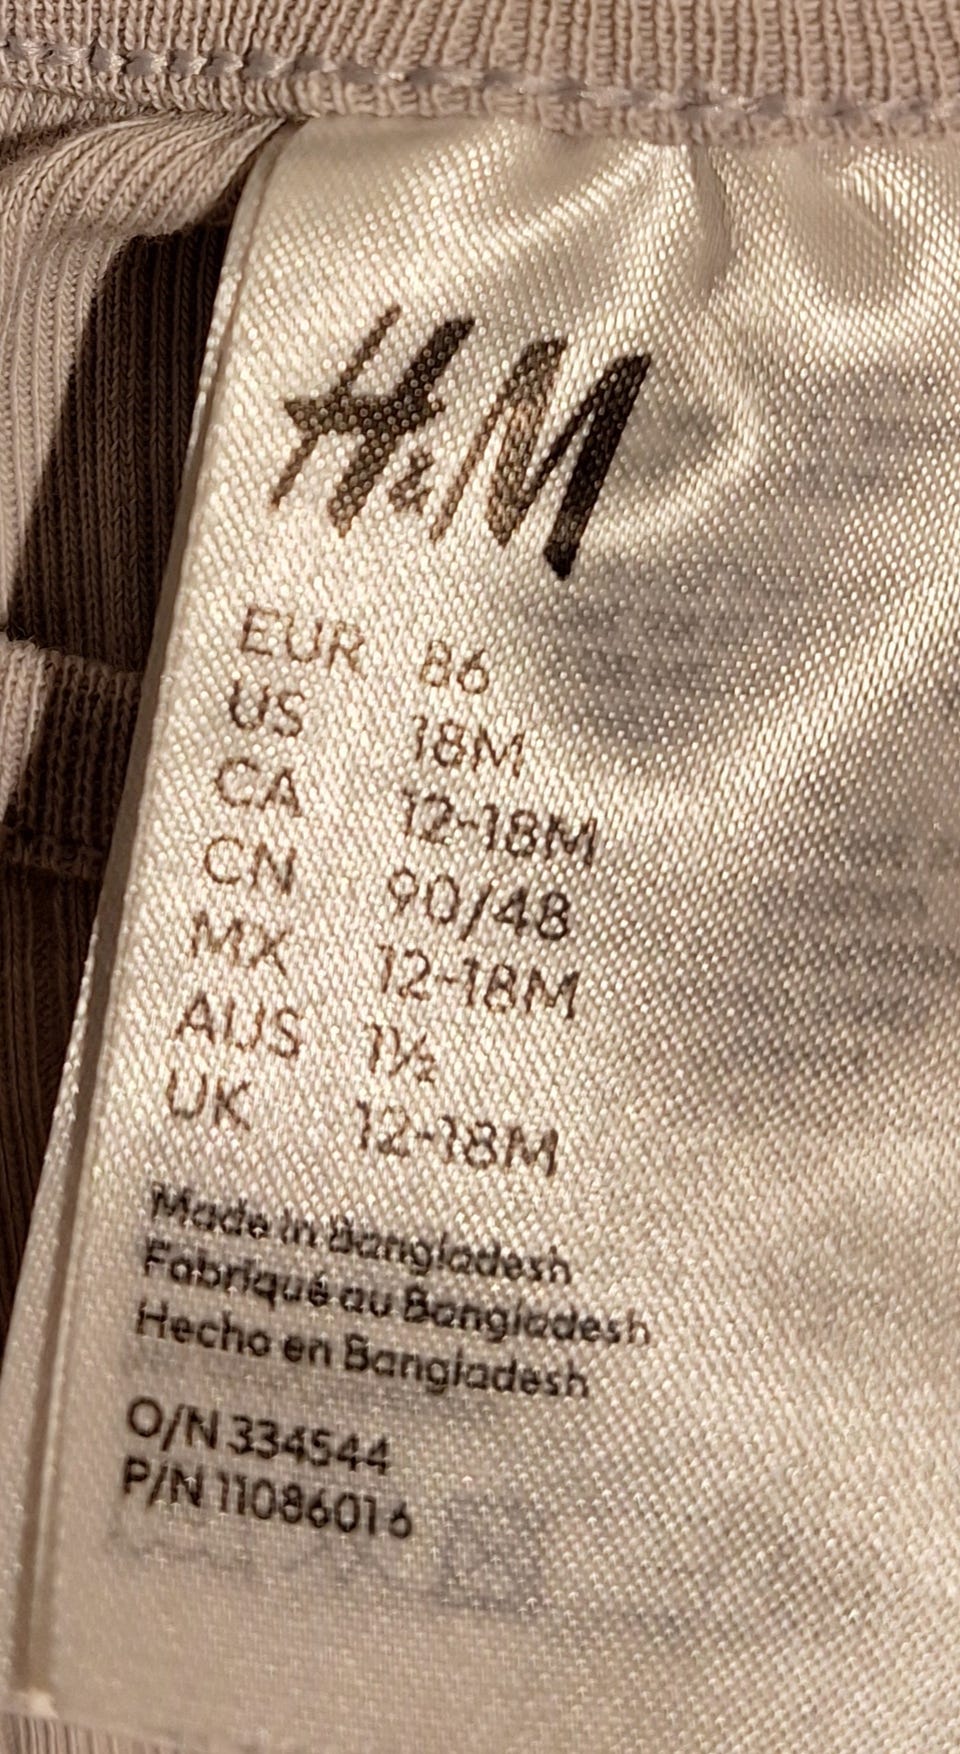 H&M
EUR 86
US 18M
CA 12-18M
CN 90/48
MX 12-18M
AUS 1½
UK 12-18M
Made in Bangladesh
Fabriqué au Bangladesh
Hecho en Bangladesh
O/N 334544
P/N 11086016